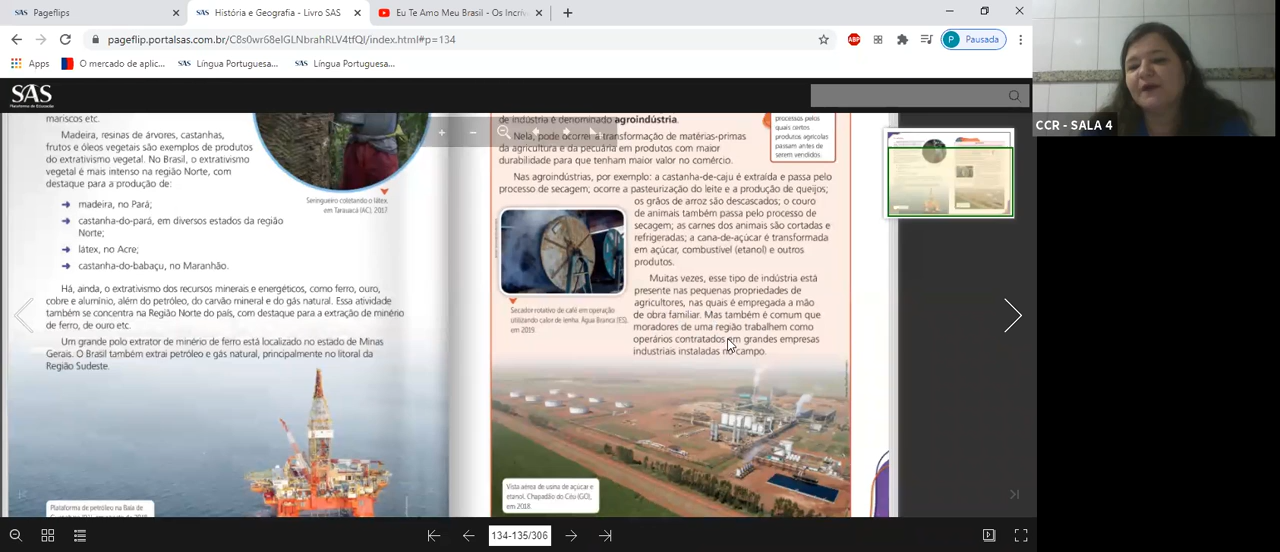 Pageflips
História e Geografia - Livro SAS
Eu Te Amo Meu Brasil - Os Incrív
pageflip.portalsas.com.br/C8s0wr68elGLNbrahRLV4tfQl/index.html#p=134
ABP
P
Pausada
Apps
O mercado de aplic...
Língua Portuguesa...
Língua Portuguesa...
CCR - SALA 4
SAS
Plataforma de Educação
mariscos etc.
Madeira, resinas de árvores, castanhas,
frutos e óleos vegetais são exemplos de produtos
do extrativismo vegetal. No Brasil, o extrativismo
vegetal é mais intenso na região Norte, com
destaque para a produção de:
madeira, no Pará;
castanha-do-pará, em diversos estados da região
Norte;
látex, no Acre;
castanha-do-babaçu, no Maranhão.
Seringueiro coletando o látex
em Tarauacá (AC), 2017.
Há, ainda, o extrativismo dos recursos minerais e energéticos, como ferro, ouro,
cobre e alumínio, além do petróleo, do carvão mineral e do gás natural. Essa atividade
também se concentra na Região Norte do país, com destaque para a extração de minério
de ferro, de ouro etc.
Um grande polo extrator de minério de ferro está localizado no estado de Minas
Gerais. O Brasil também extrai petróleo e gás natural, principalmente no litoral da
Região Sudeste.
Plataforma de petróleo na Baía de
de indústria é denominado agroindústria.
Nela, pode ocorrer a transformação de matérias-primas
da agricultura e da pecuária em produtos com maior
durabilidade para que tenham maior valor no comércio.
processos pelos
quais certos
produtos agrícolas
passam antes de
serem vendidos.
Nas agroindústrias, por exemplo: a castanha-de-caju é extraída e passa pelo
processo de secagem; ocorre a pasteurização do leite e a produção de queijos;
os grãos de arroz são descascados; o couro
de animais também passa pelo processo de
secagem; as carnes dos animais são cortadas e
refrigeradas; a cana-de-açúcar é transformada
em açúcar, combustível (etanol) e outros
produtos.
Secador rotativo de café em operação
utilizando calor de lenha. Água Branca (ES),
em 2019.
Muitas vezes, esse tipo de indústria está
presente nas pequenas propriedades de
agricultores, nas quais é empregada a mão
de obra familiar. Mas também é comum que
moradores de uma região trabalhem como
operários contratados em grandes empresas
industriais instaladas no campo.
Vista aérea de usina de açúcar e
etanol, Chapadão do Céu (GO),
em 2018.
134-135/306